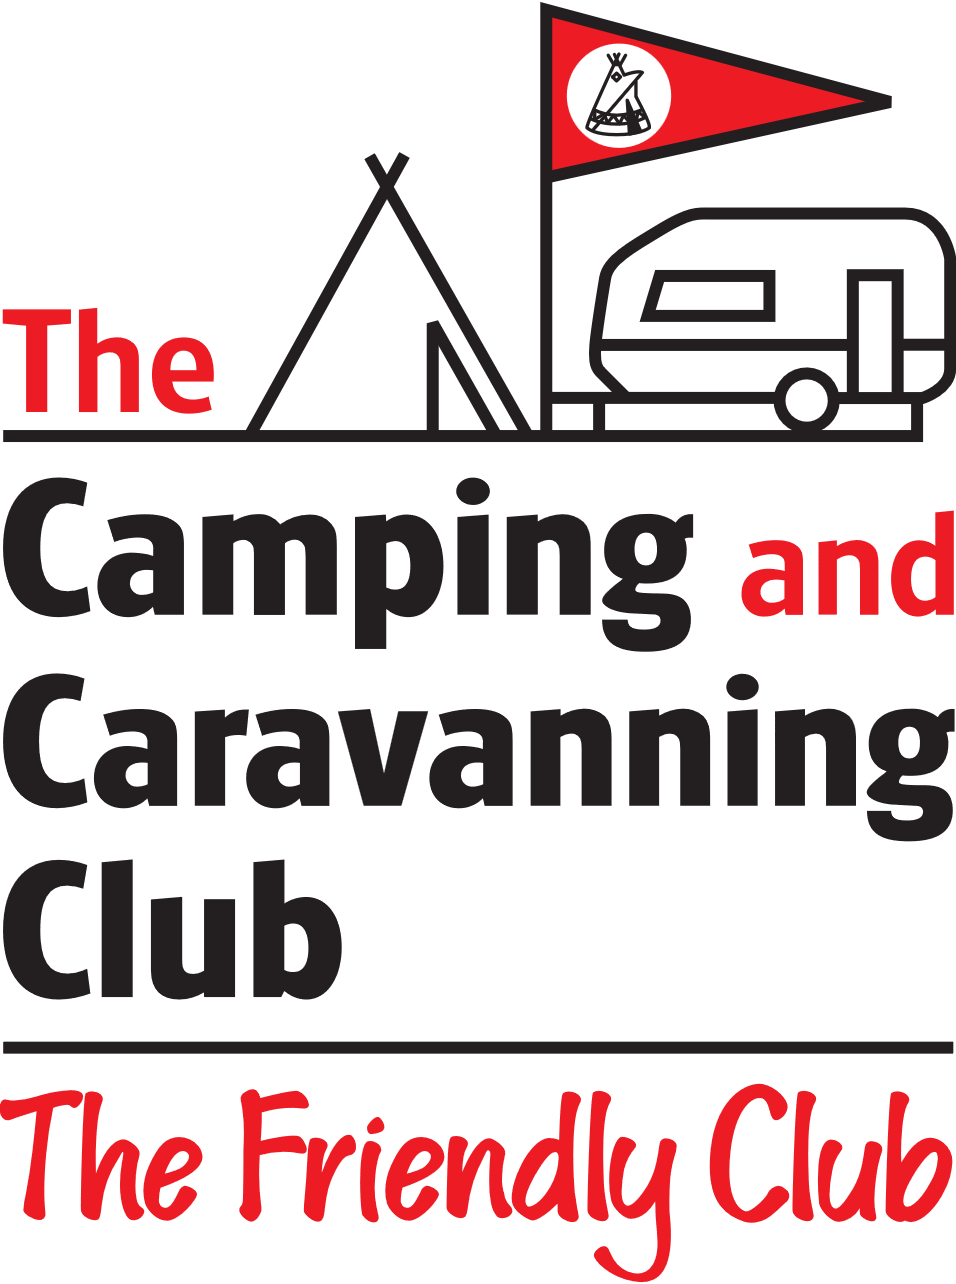 The
Camping and
Caravanning
Club
The Friendly Club